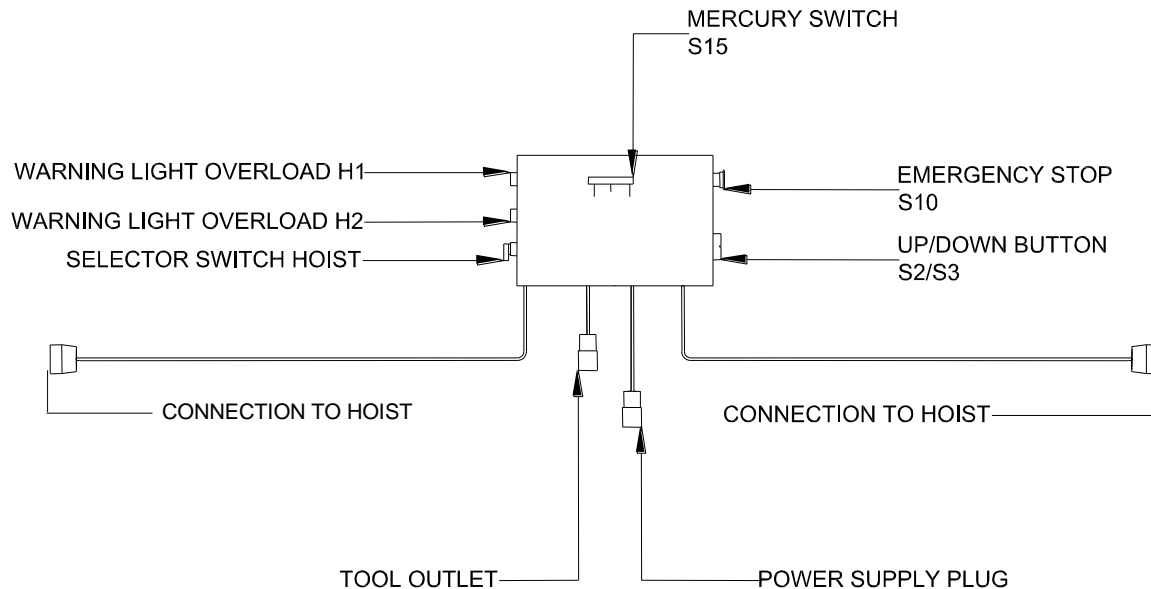 MERCURY SWITCH
S15
WARNING LIGHT OVERLOAD H1
EMERGENCY STOP
S10
WARNING LIGHT OVERLOAD H2
SELECTOR SWITCH HOIST
UP/DOWN BUTTON
S2/S3
CONNECTION TO HOIST
CONNECTION TO HOIST
TOOL OUTLET
POWER SUPPLY PLUG